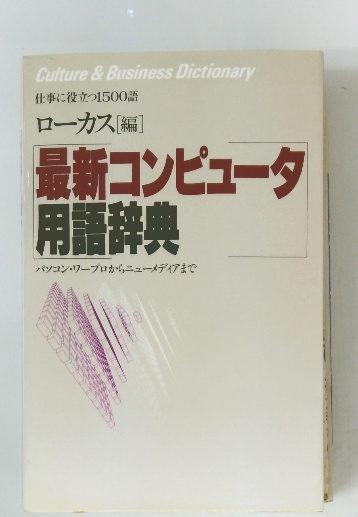 Culture & Business Dictionary
仕事に役立つ1500語
ローカス[編]
最新コンピュータ
用語辞典
パソコン・ワープロからニューメディアまで